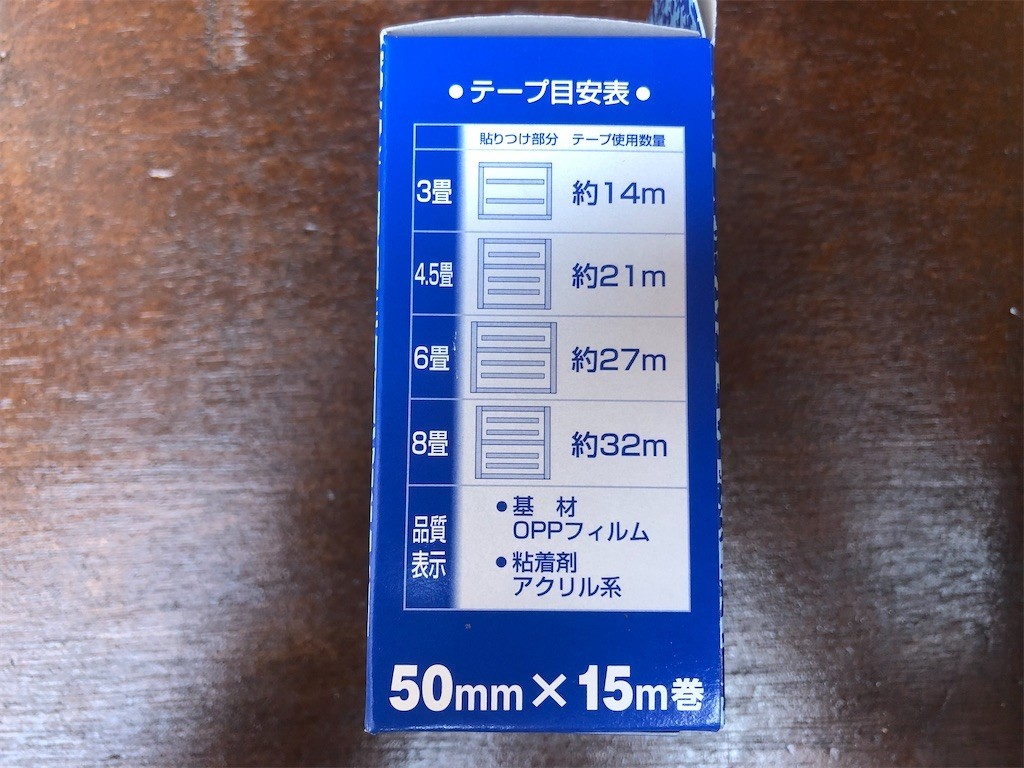 ●テープ目安表●
貼りつけ部分 テープ使用数量
3畳 約14m
4.5畳 約21m
6畳 約27m
8畳 約32m
品質表示
●基 材
OPPフィルム
●粘着剤
アクリル系
50mm×15m巻